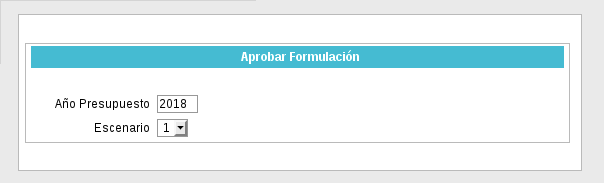 Aprobar Formulación
Año Presupuesto 2018
Escenario 1